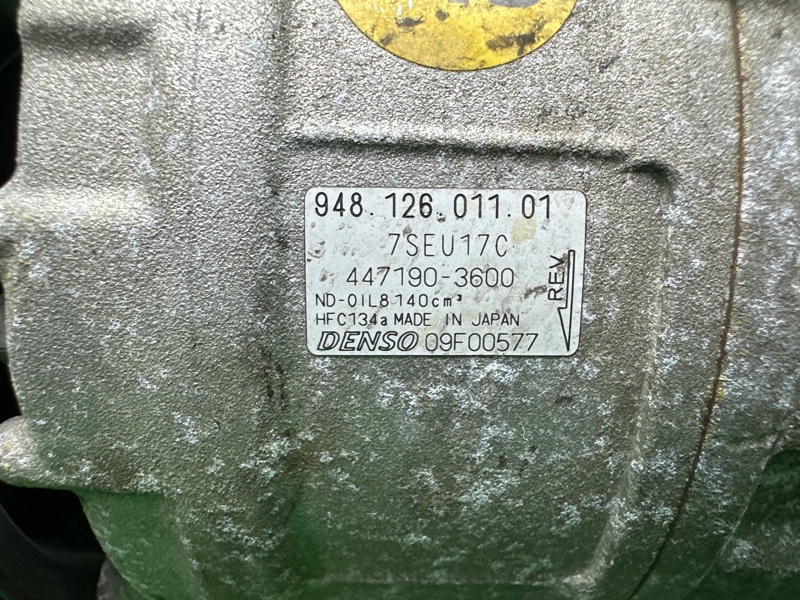 948.126.011.01
7SEU17C
447190-3600
ND-OIL8 140cm³
HFC134a MADE IN JAPAN
DENSO 09F00577
REV